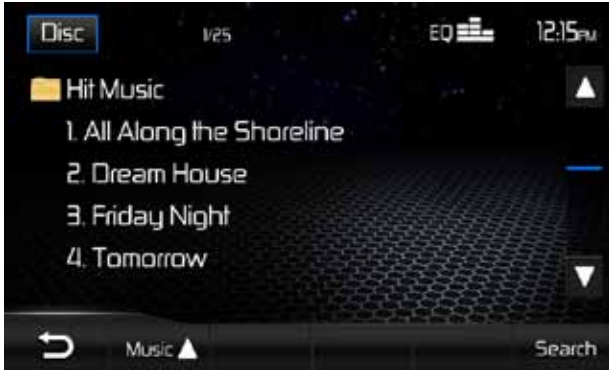 Disc 1/25 EQ 12:15PM
Hit Music
1. All Along the Shoreline
2. Dream House
3. Friday Night
4. Tomorrow
Music Search